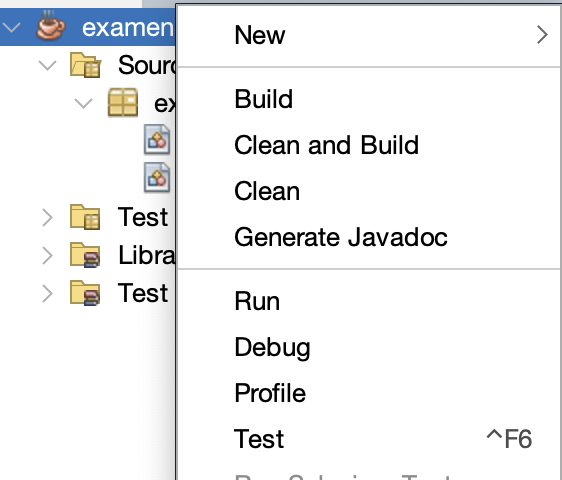 examen
New
Sourc
Build
ex
Clean and Build
Clean
Test
Generate Javadoc
Libra
Test
Run
Debug
Profile
Test ^F6